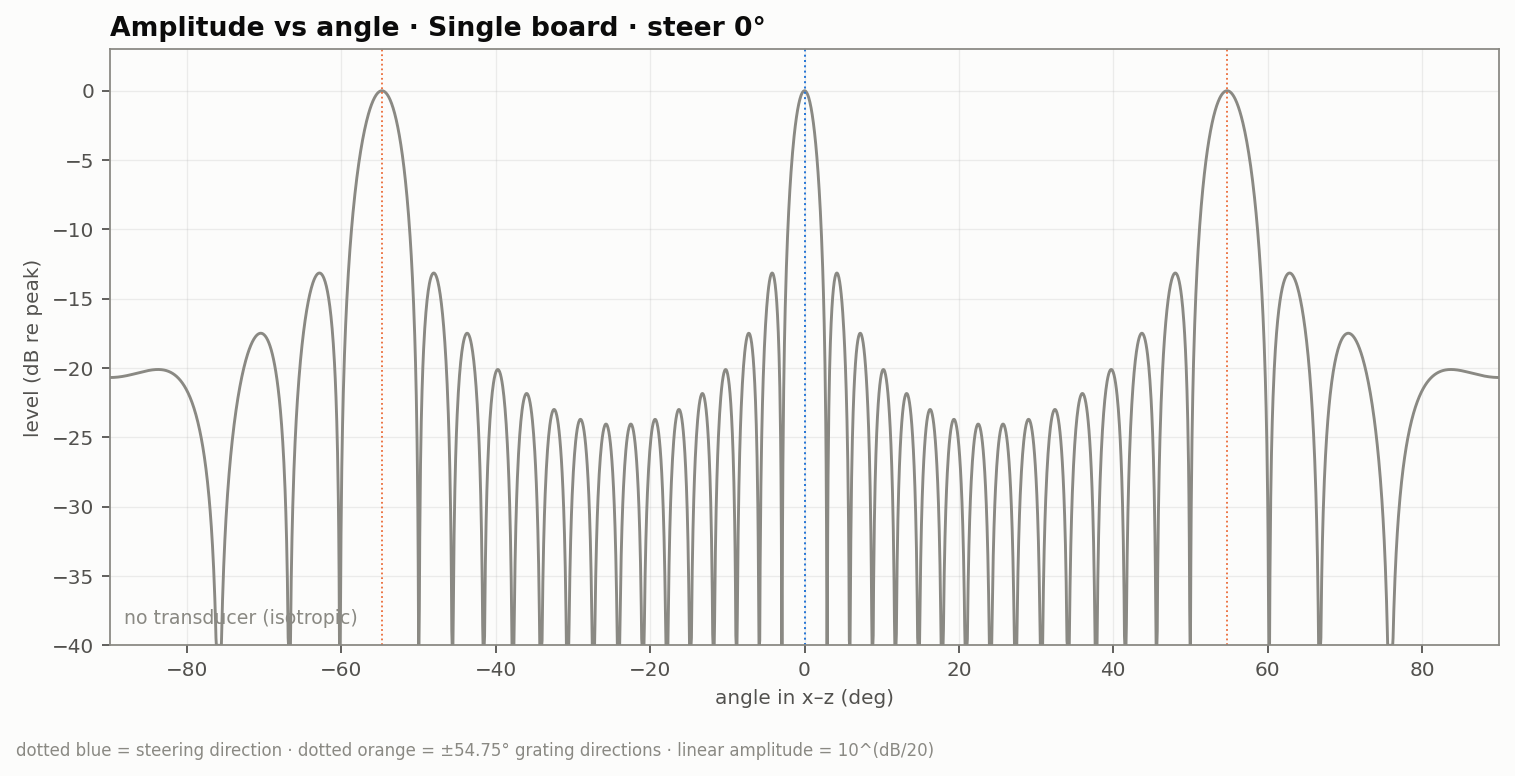 Amplitude vs angle · Single board · steer 0°
level (dB re peak)
0
−5
−10
−15
−20
−25
−30
−35
−40
no transducer (isotropic)
−80 −60 −40 −20 0 20 40 60 80
angle in x–z (deg)
dotted blue = steering direction · dotted orange = ±54.75° grating directions · linear amplitude = 10^(dB/20)